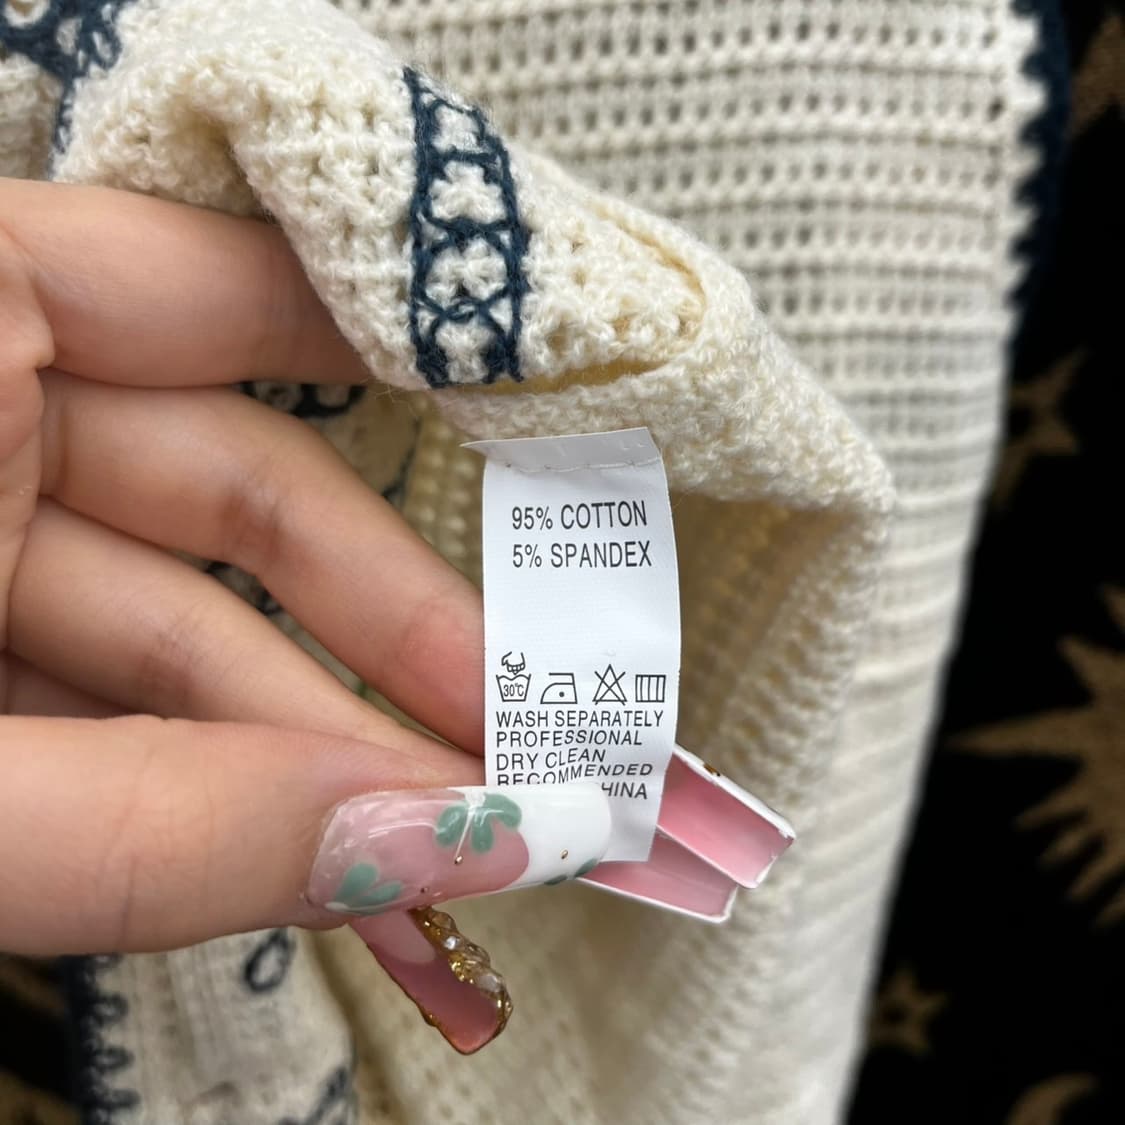 95% COTTON
5% SPANDEX
30℃
WASH SEPARATELY
PROFESSIONAL
DRY CLEAN
RECOMMENDED